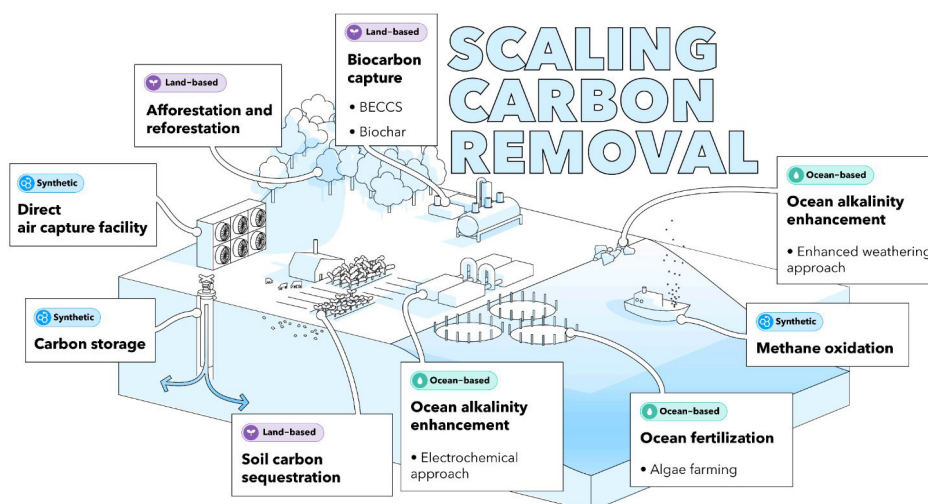 SCALING
CARBON
REMOVAL
Land-based
Biocarbon
capture
• BECCS
• Biochar
Land-based
Afforestation and
reforestation
Synthetic
Direct
air capture facility
Synthetic
Carbon storage
Land-based
Soil carbon
sequestration
Ocean-based
Ocean alkalinity
enhancement
• Electrochemical
approach
Ocean-based
Ocean fertilization
• Algae farming
Synthetic
Methane oxidation
Ocean-based
Ocean alkalinity
enhancement
• Enhanced weathering
approach